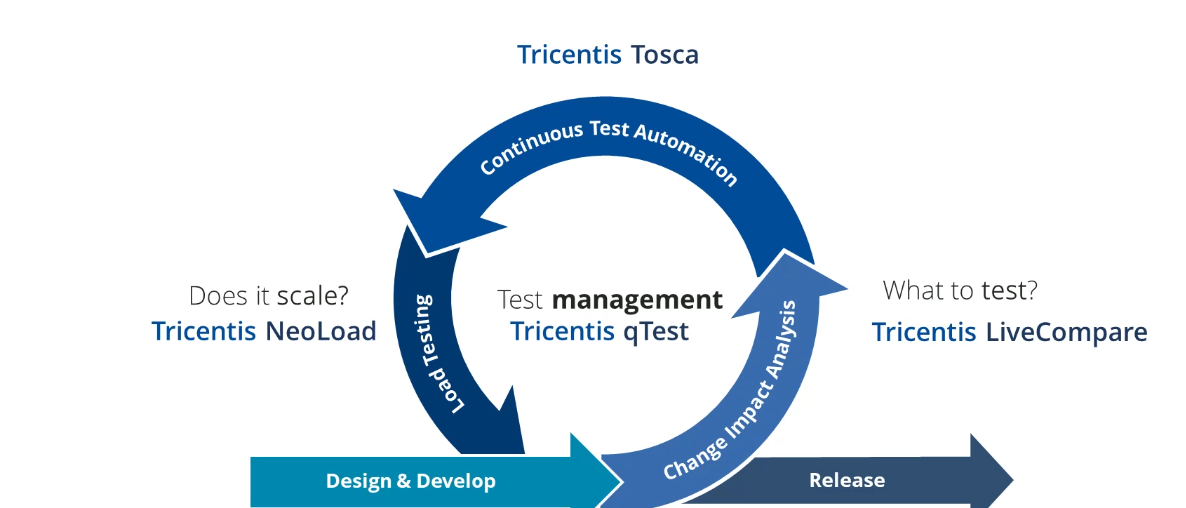 Tricentis Tosca
Continuous Test Automation
Does it scale?
Tricentis NeoLoad
Load Testing
Test management
Tricentis qTest
Change Impact Analysis
What to test?
Tricentis LiveCompare
Design & Develop
Release